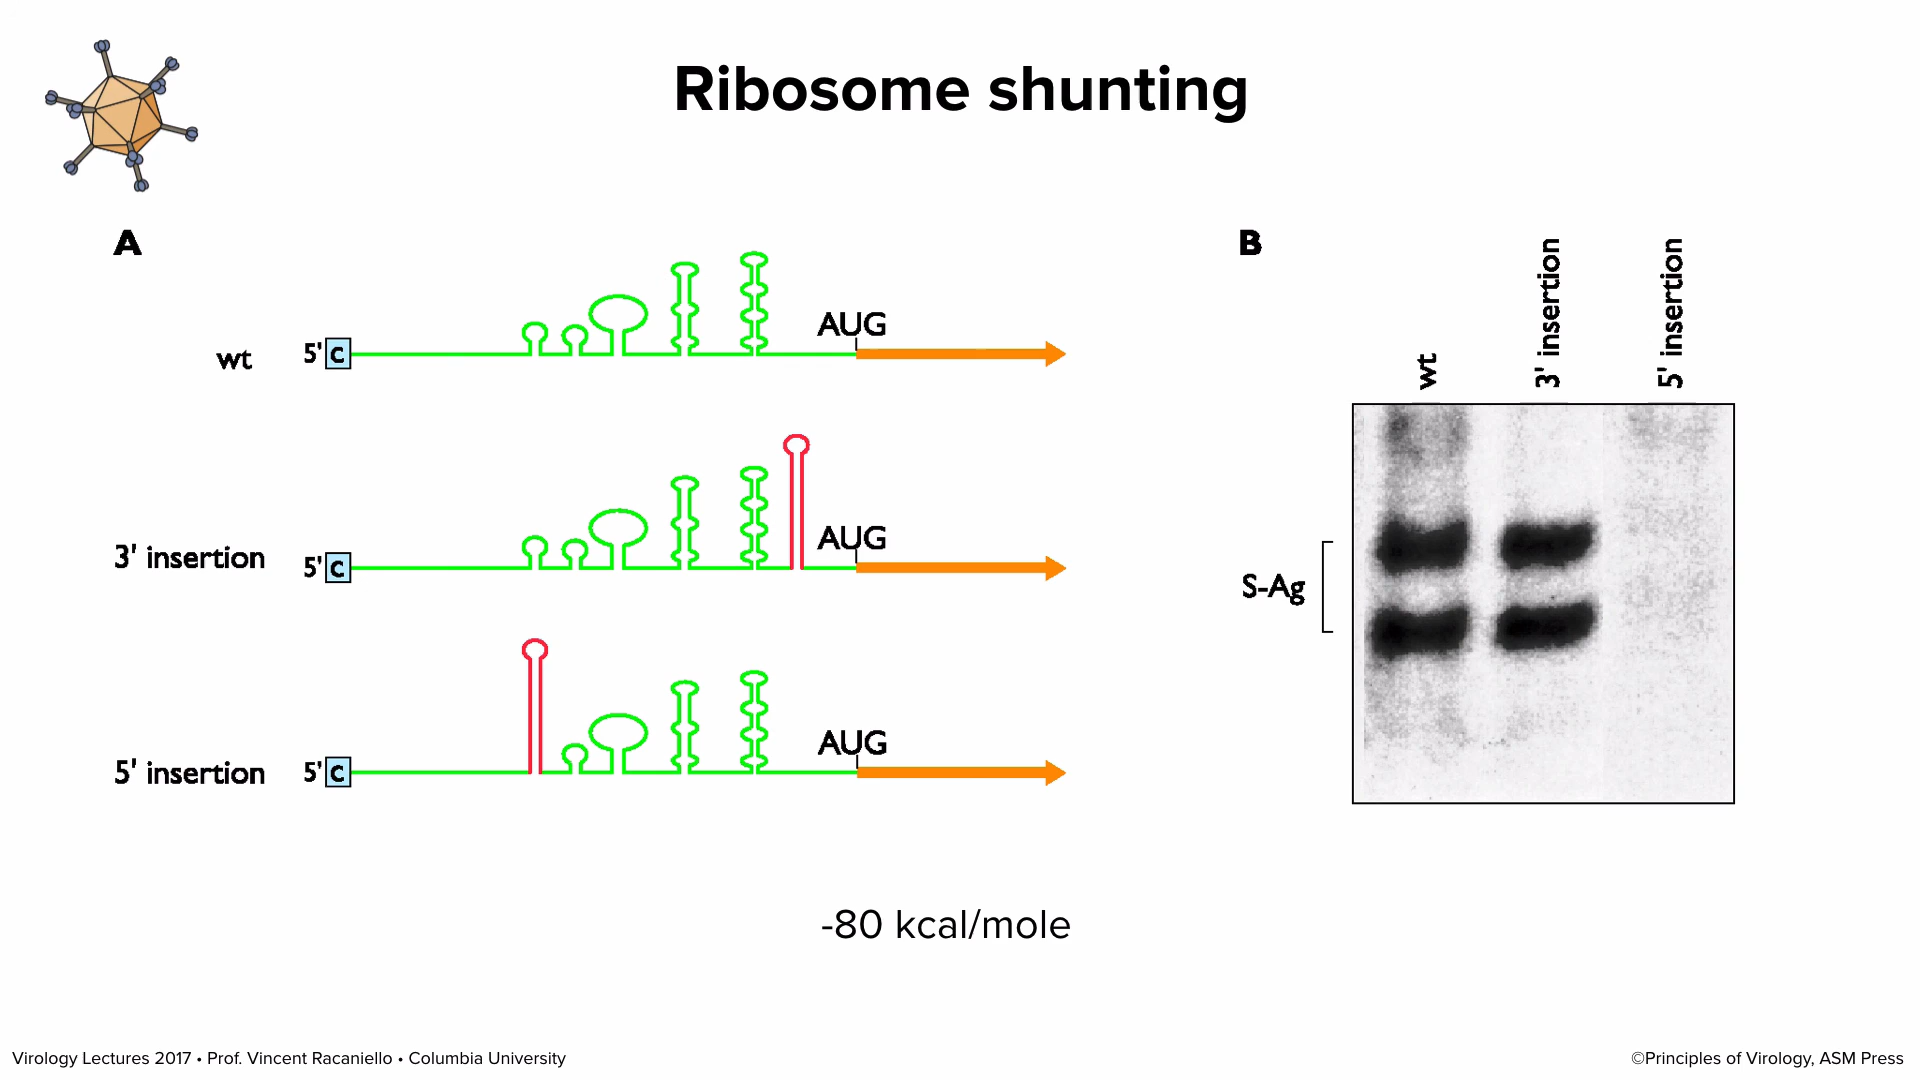 Ribosome shunting
A
wt 5' c AUG
3' insertion 5' c AUG
5' insertion 5' c AUG
B
wt
3' insertion
5' insertion
S-Ag
-80 kcal/mole
Virology Lectures 2017 • Prof. Vincent Racaniello • Columbia University
©Principles of Virology, ASM Press